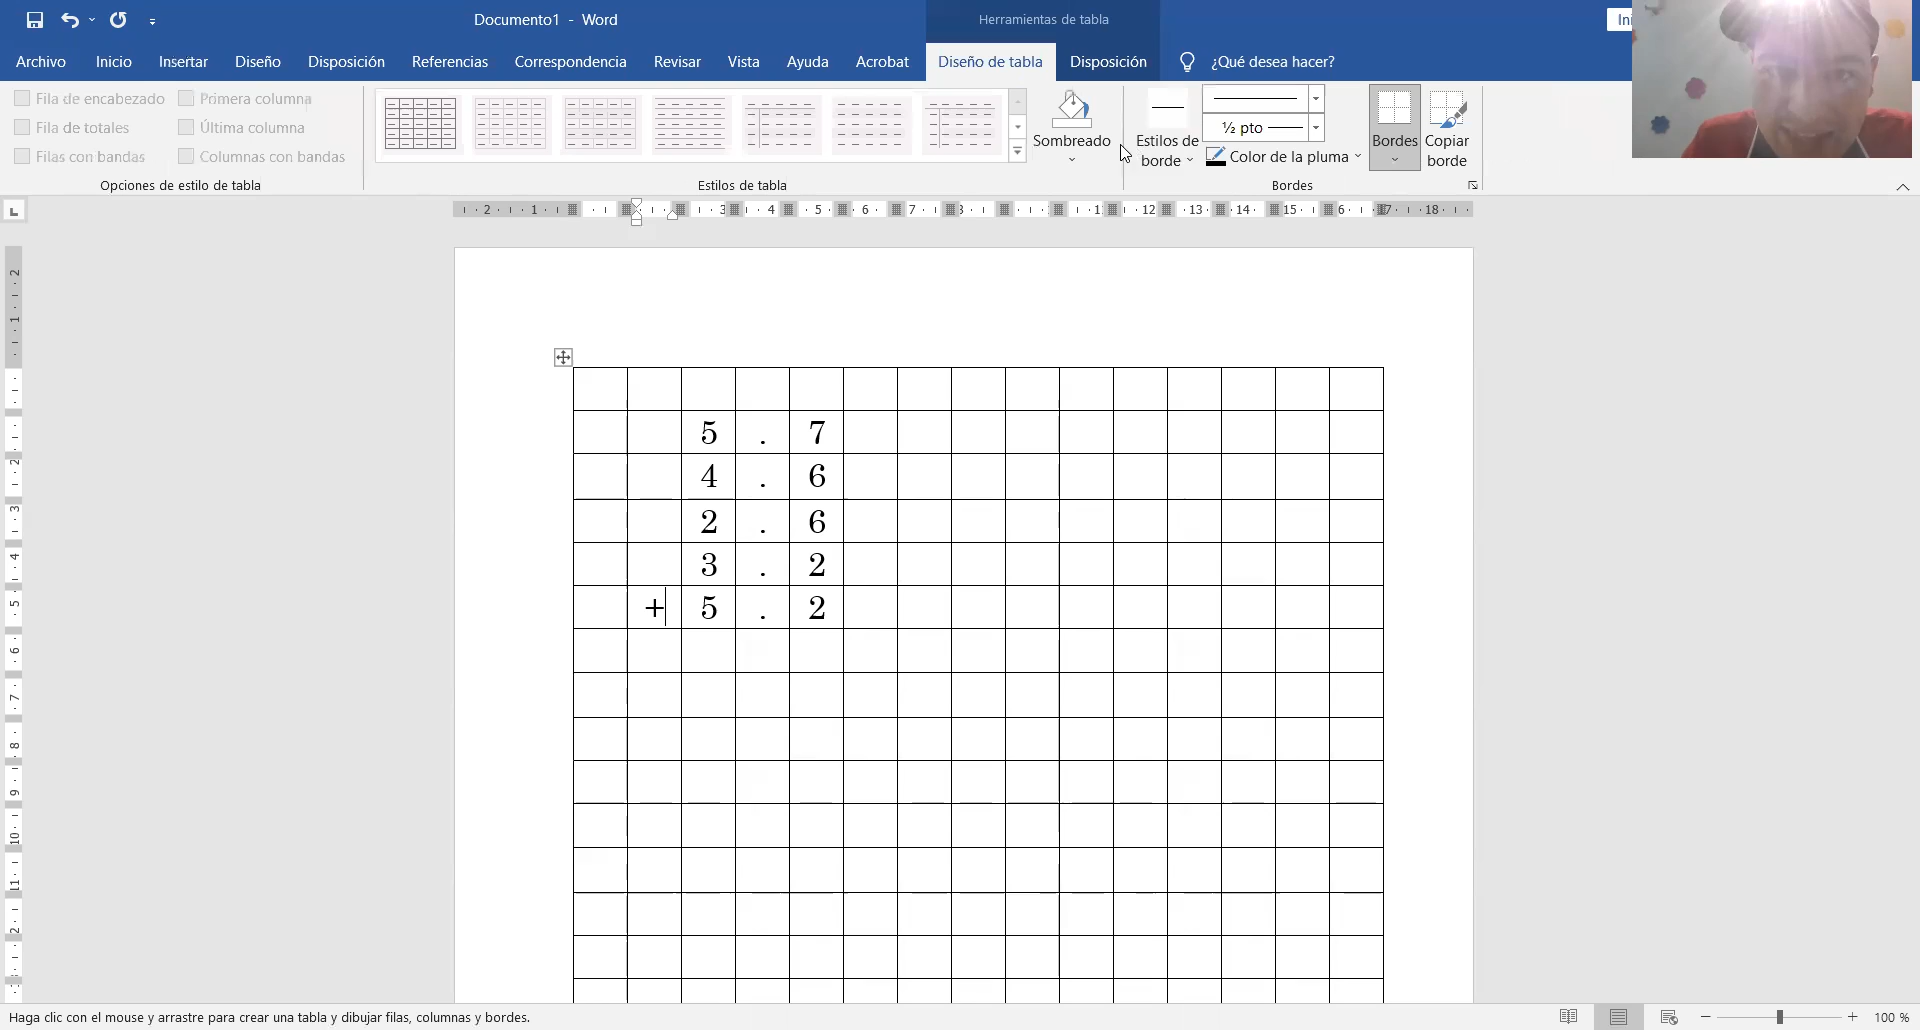 Documento1 - Word
Herramientas de tabla
Archivo Inicio Insertar Diseño Disposición Referencias Correspondencia Revisar Vista Ayuda Acrobat Diseño de tabla Disposición ¿Qué desea hacer?
Fila de encabezado Primera columna
Fila de totales Última columna
Filas con bandas Columnas con bandas
Opciones de estilo de tabla
Estilos de tabla
Sombreado
Estilos de borde
½ pto
Color de la pluma
Bordes
Copiar borde
Bordes
5 . 7
4 . 6
2 . 6
3 . 2
+ 5 . 2
Haga clic con el mouse y arrastre para crear una tabla y dibujar filas, columnas y bordes.
100 %